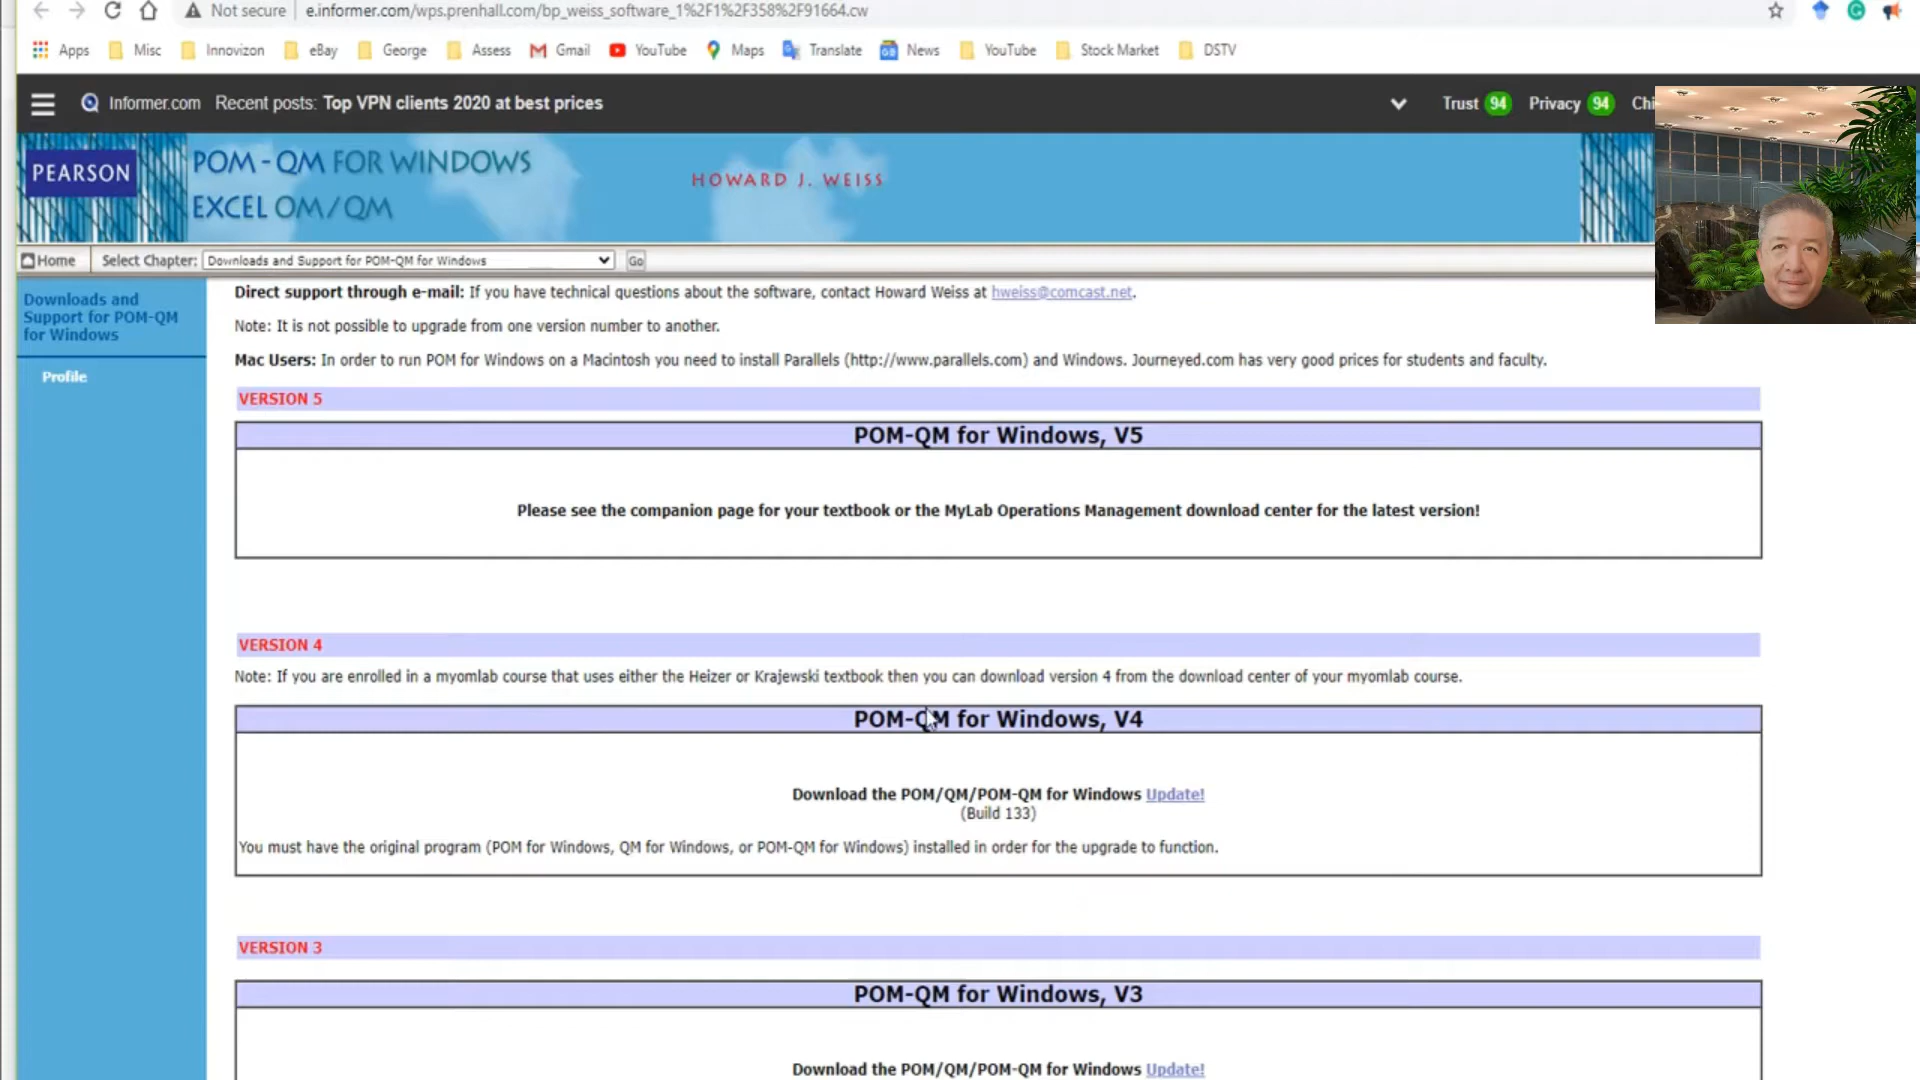 Not secure e.informer.com/wps.prenhall.com/bp_weiss_software_1%2F1%2F358%2F91664.cw
Apps Misc Innovizon eBay George Assess Gmail YouTube Maps Translate News YouTube Stock Market DSTV
Informer.com Recent posts: Top VPN clients 2020 at best prices Trust 94 Privacy 94 Chi
PEARSON
POM - QM FOR WINDOWS
EXCEL OM/QM
HOWARD J. WEISS
Home Select Chapter: Downloads and Support for POM-QM for Windows Go
Downloads and
Support for POM-QM
for Windows
Profile
Direct support through e-mail: If you have technical questions about the software, contact Howard Weiss at hweiss@comcast.net.
Note: It is not possible to upgrade from one version number to another.
Mac Users: In order to run POM for Windows on a Macintosh you need to install Parallels (http://www.parallels.com) and Windows. Journeyed.com has very good prices for students and faculty.
VERSION 5
POM-QM for Windows, V5
Please see the companion page for your textbook or the MyLab Operations Management download center for the latest version!
VERSION 4
Note: If you are enrolled in a myomlab course that uses either the Heizer or Krajewski textbook then you can download version 4 from the download center of your myomlab course.
POM-QM for Windows, V4
Download the POM/QM/POM-QM for Windows Update!
(Build 133)
You must have the original program (POM for Windows, QM for Windows, or POM-QM for Windows) installed in order for the upgrade to function.
VERSION 3
POM-QM for Windows, V3
Download the POM/QM/POM-QM for Windows Update!